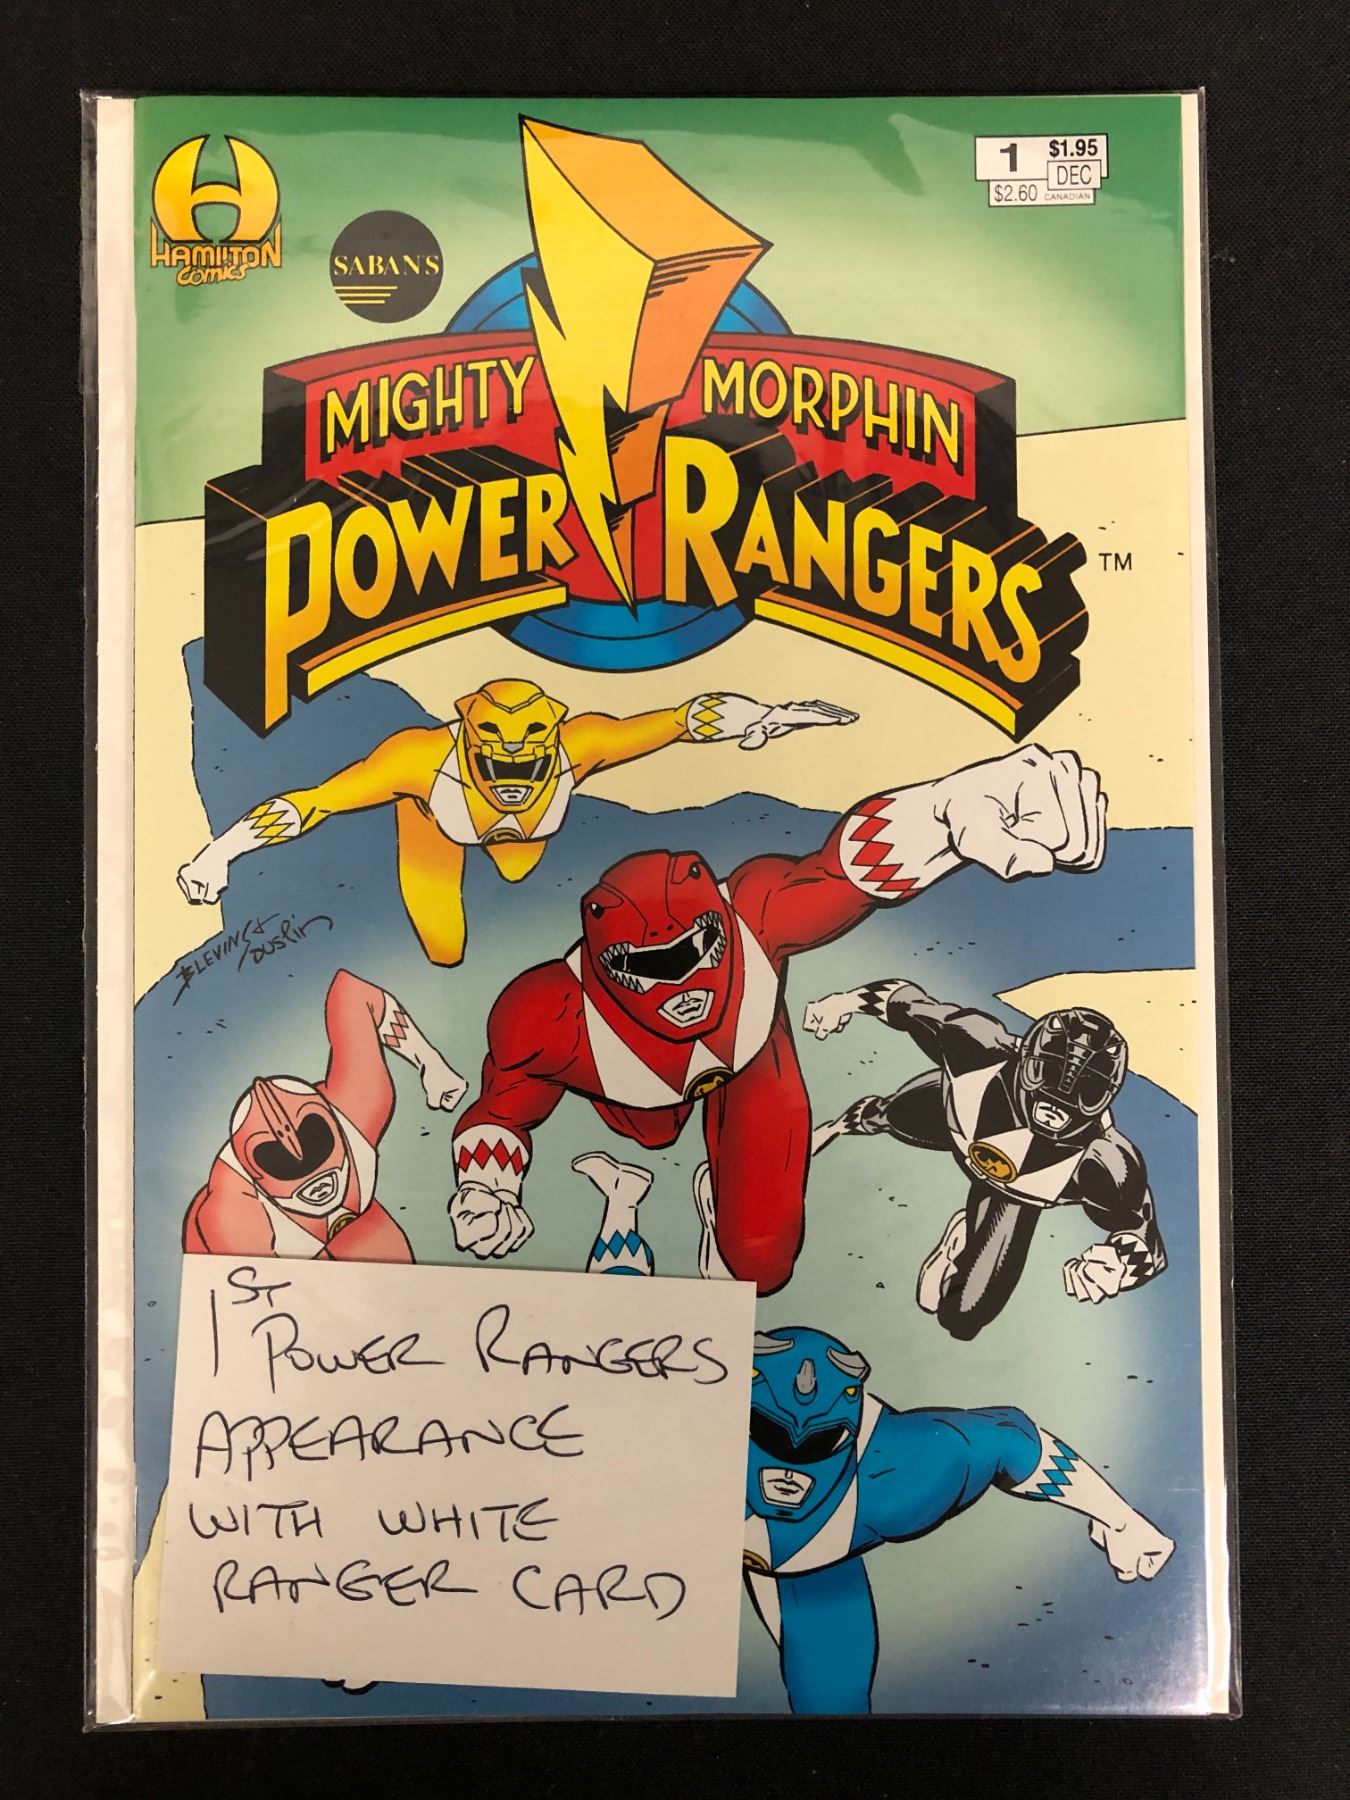 HAMILTON
Comics
SABAN'S
1 $1.95
DEC
$2.60 CANADIAN
MIGHTY MORPHIN
POWER RANGERS
TM
BLEVINS +
DUSTIN
1ST
POWER RANGERS
APPEARANCE
WITH WHITE
RANGER CARD